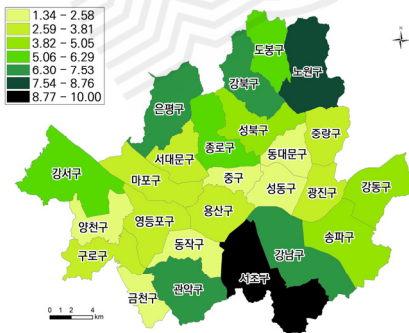 1.34 - 2.58
2.59 - 3.81
3.82 - 5.05
5.06 - 6.29
6.30 - 7.53
7.54 - 8.76
8.77 - 10.00
도봉구
노원구
강북구
은평구
성북구
중랑구
종로구
서대문구
동대문구
강서구
마포구
중구
성동구
광진구
강동구
양천구
영등포구
용산구
송파구
구로구
동작구
강남구
서초구
금천구
관악구
0 1 2 4
km